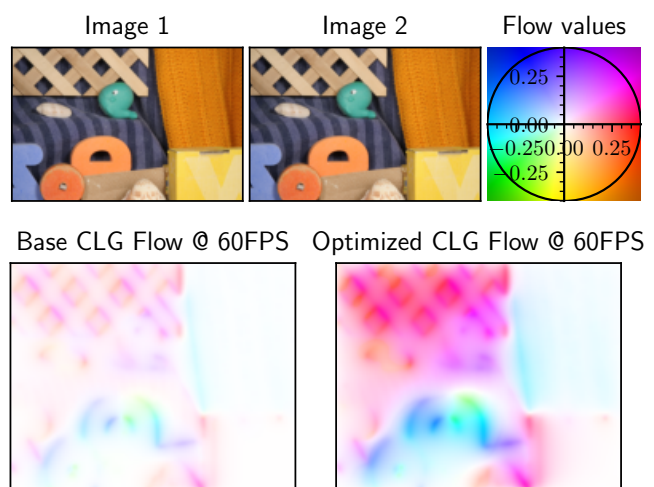 Image 1
Image 2
Flow values
0.25
0.00
−0.25
0.00
0.25
−0.25
Base CLG Flow @ 60FPS
Optimized CLG Flow @ 60FPS